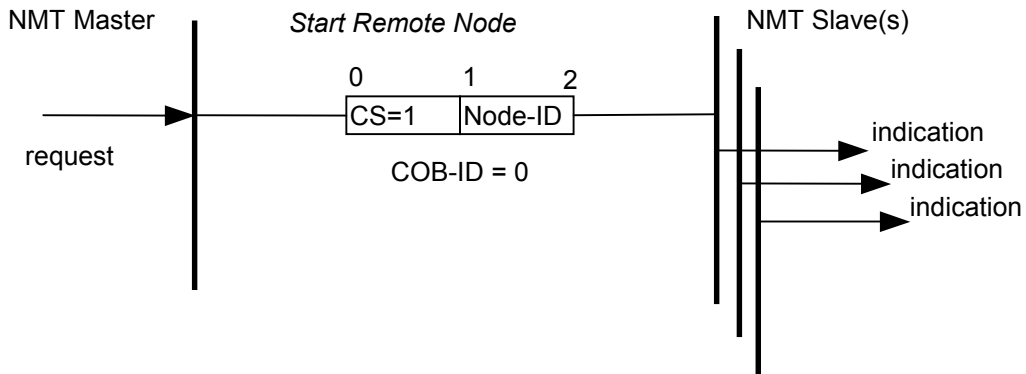 NMT Master
Start Remote Node
NMT Slave(s)
0 1 2
CS=1 Node-ID
request
COB-ID = 0
indication
indication
indication